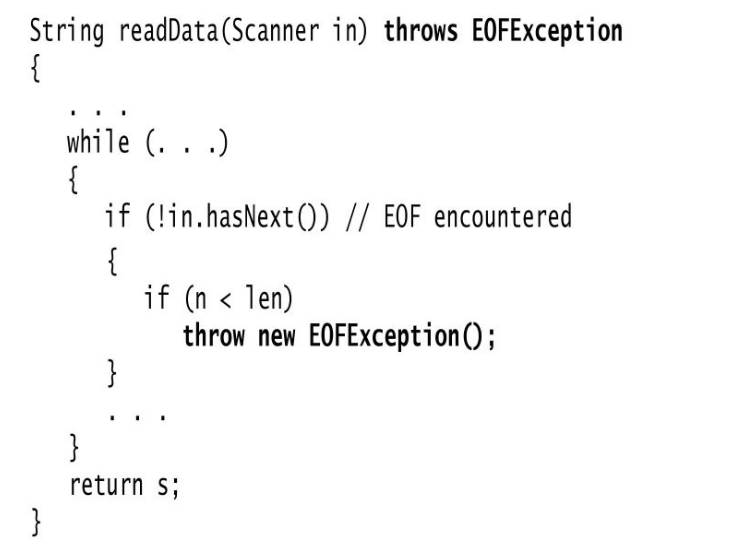 String readData(Scanner in) throws EOFException
{
. . .
while (. . .)
{
if (!in.hasNext()) // EOF encountered
{
if (n < len)
throw new EOFException();
}
. . .
}
return s;
}